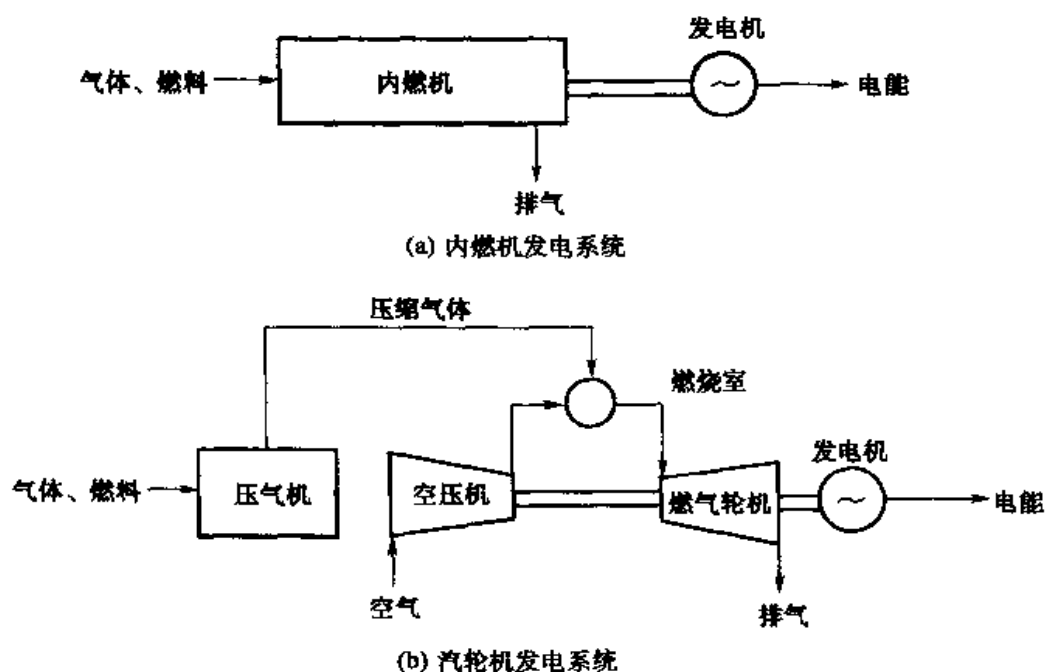 发电机
气体、燃料
内燃机
~
电能
排气
(a) 内燃机发电系统
压缩气体
燃烧室
发电机
气体、燃料
压气机
空压机
燃气轮机
~
电能
空气
排气
(b) 汽轮机发电系统